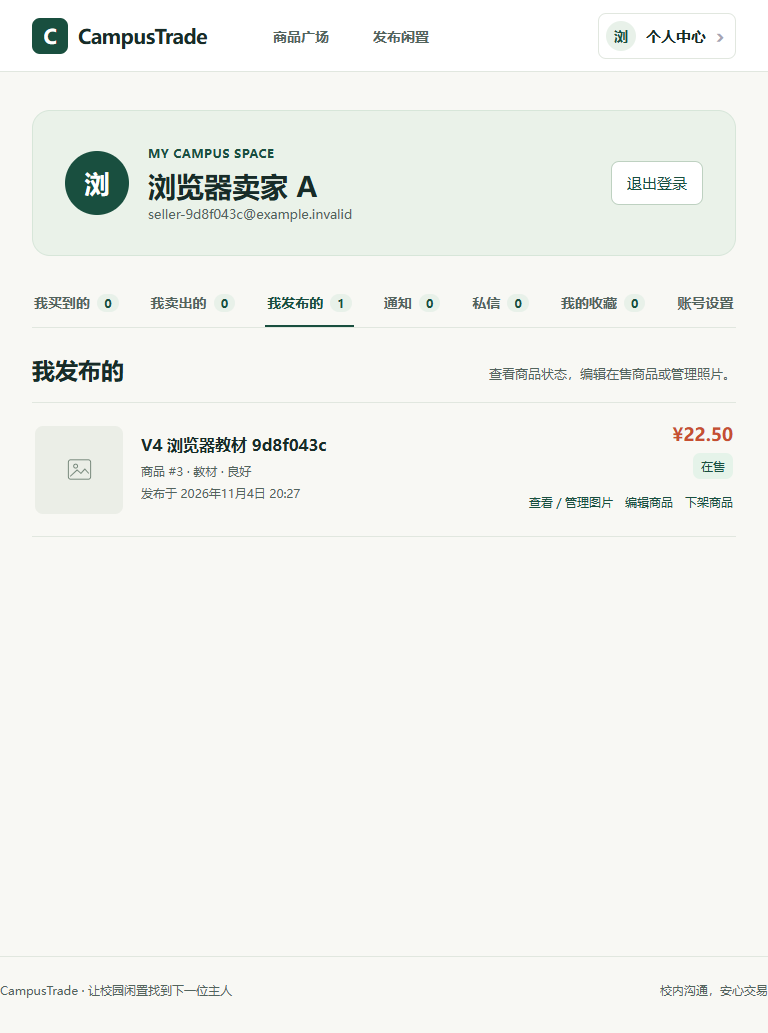 C CampusTrade 商品广场 发布闲置 浏 个人中心 ›
浏
MY CAMPUS SPACE
浏览器卖家 A
seller-9d8f043c@example.invalid
退出登录
我买到的 0 我卖出的 0 我发布的 1 通知 0 私信 0 我的收藏 0 账号设置
我发布的
查看商品状态，编辑在售商品或管理照片。
V4 浏览器教材 9d8f043c
商品 #3 · 教材 · 良好
发布于 2026年11月4日 20:27
¥22.50
在售
查看 / 管理图片 编辑商品 下架商品
CampusTrade · 让校园闲置找到下一位主人
校内沟通，安心交易